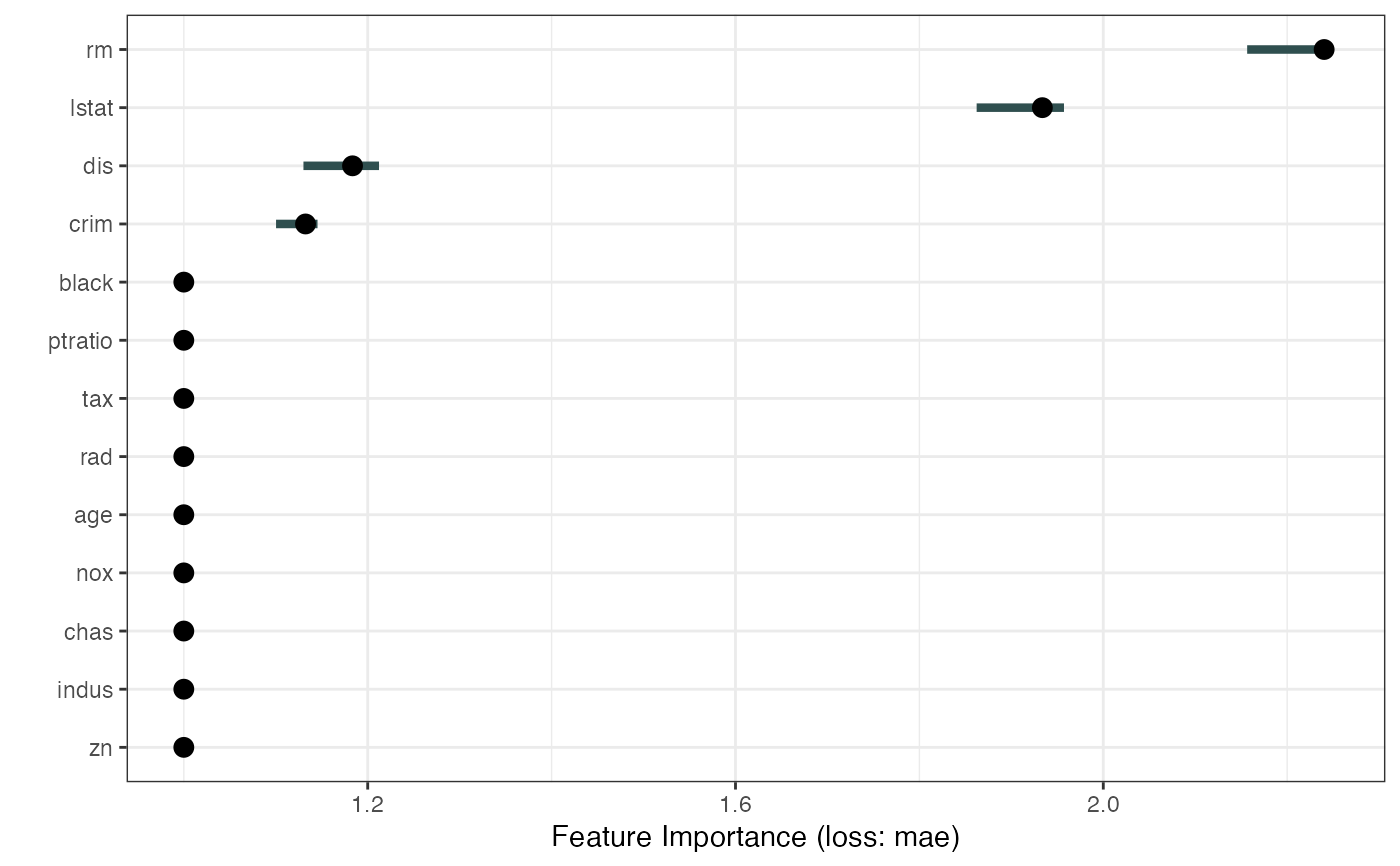 rm
lstat
dis
crim
black
ptratio
tax
rad
age
nox
chas
indus
zn
1.2
1.6
2.0
Feature Importance (loss: mae)